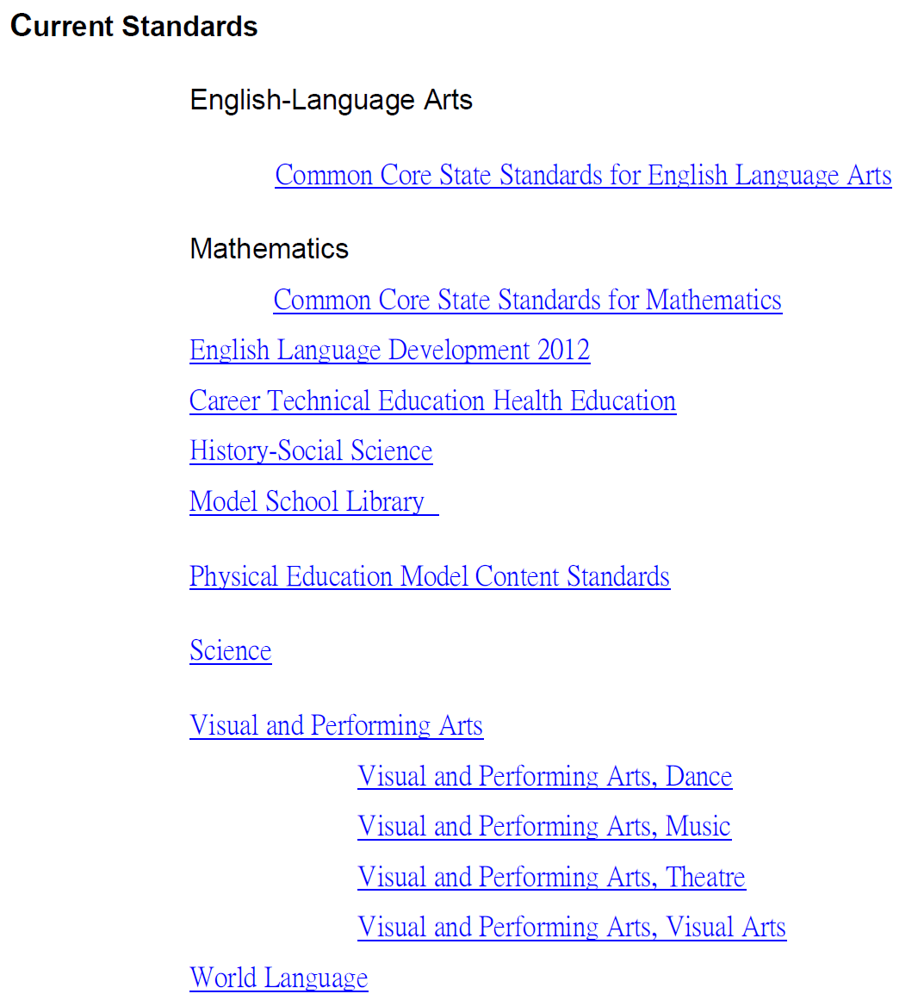 Current Standards
English-Language Arts
Common Core State Standards for English Language Arts
Mathematics
Common Core State Standards for Mathematics
English Language Development 2012
Career Technical Education Health Education
History-Social Science
Model School Library
Physical Education Model Content Standards
Science
Visual and Performing Arts
Visual and Performing Arts, Dance
Visual and Performing Arts, Music
Visual and Performing Arts, Theatre
Visual and Performing Arts, Visual Arts
World Language